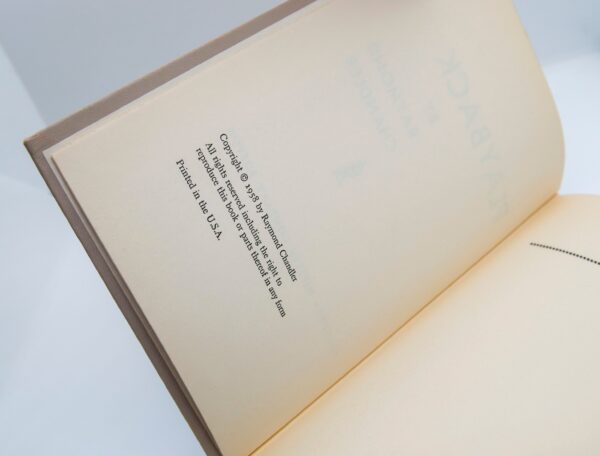 Copyright © 1958 by Raymond Chandler
All rights reserved including the right to
reproduce this book or parts thereof in any form
Printed in the U.S.A.